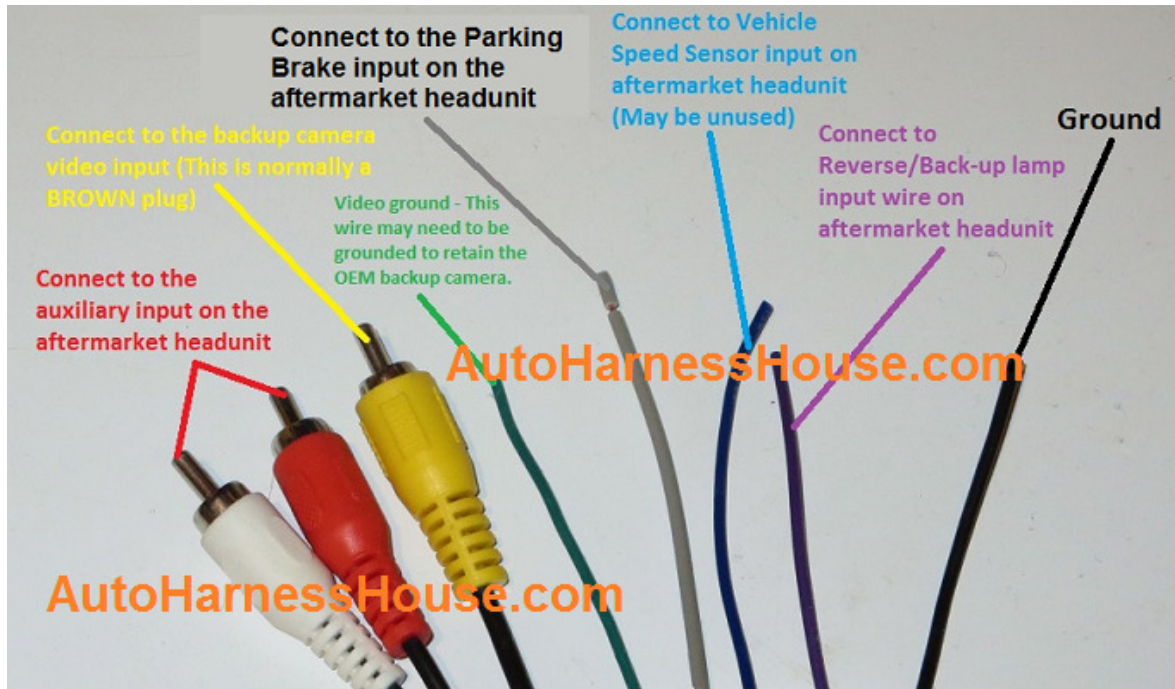 Connect to the Parking
Brake input on the
aftermarket headunit
Connect to Vehicle
Speed Sensor input on
aftermarket headunit
(May be unused)
Ground
Connect to the backup camera
video input (This is normally a
BROWN plug)
Connect to
Reverse/Back-up lamp
input wire on
aftermarket headunit
Video ground - This
wire may need to be
grounded to retain the
OEM backup camera.
Connect to the
auxiliary input on the
aftermarket headunit
AutoHarnessHouse.com
AutoHarnessHouse.com